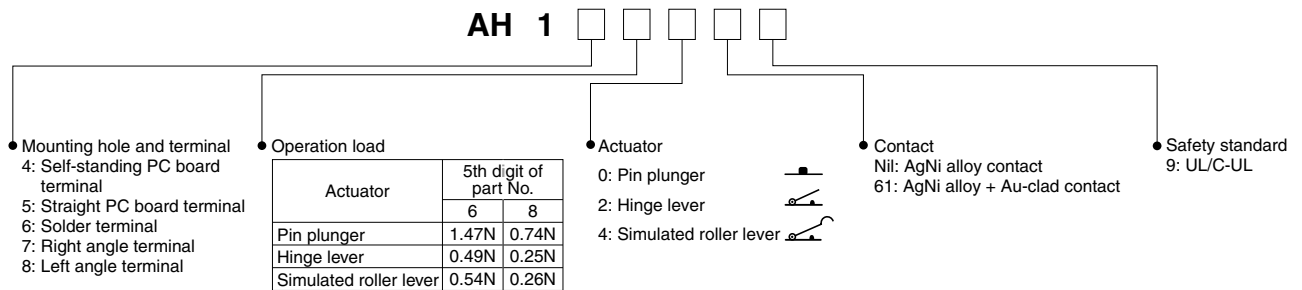 AH 1
Mounting hole and terminal
4: Self-standing PC board
terminal
5: Straight PC board terminal
6: Solder terminal
7: Right angle terminal
8: Left angle terminal
Operation load
Actuator
5th digit of
part No.
6 8
Pin plunger 1.47N 0.74N
Hinge lever 0.49N 0.25N
Simulated roller lever 0.54N 0.26N
Actuator
0: Pin plunger
2: Hinge lever
4: Simulated roller lever
Contact
Nil: AgNi alloy contact
61: AgNi alloy + Au-clad contact
Safety standard
9: UL/C-UL